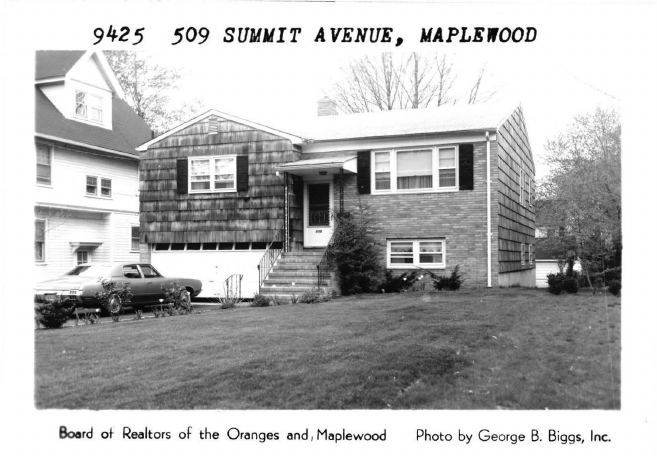 9425 509 SUMMIT AVENUE, MAPLEWOOD
Board of Realtors of the Oranges and, Maplewood Photo by George B. Biggs, Inc.